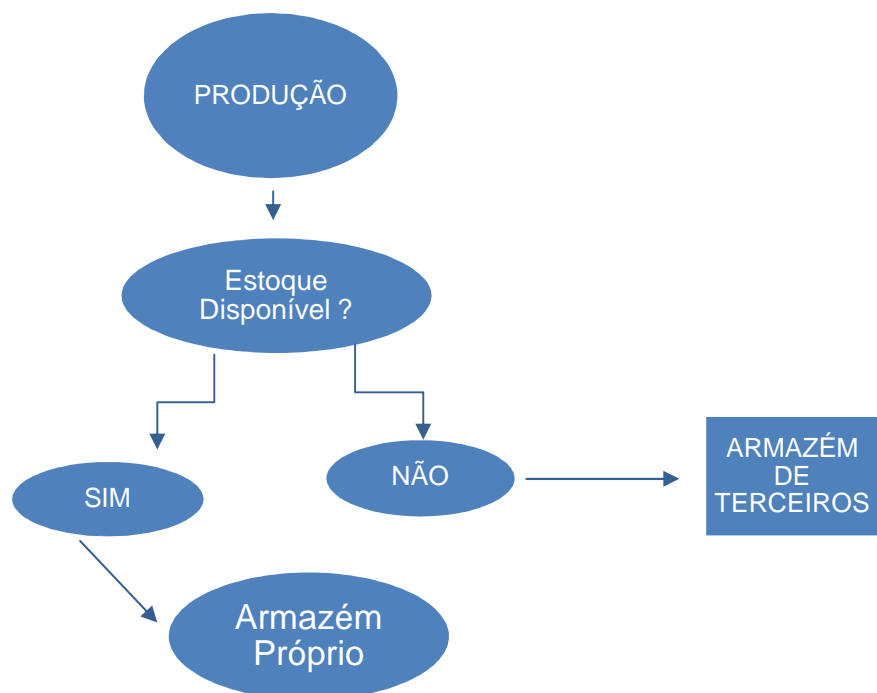 PRODUÇÃO
Estoque
Disponível ?
NÃO
SIM
ARMAZÉM
DE
TERCEIROS
Armazém
Próprio